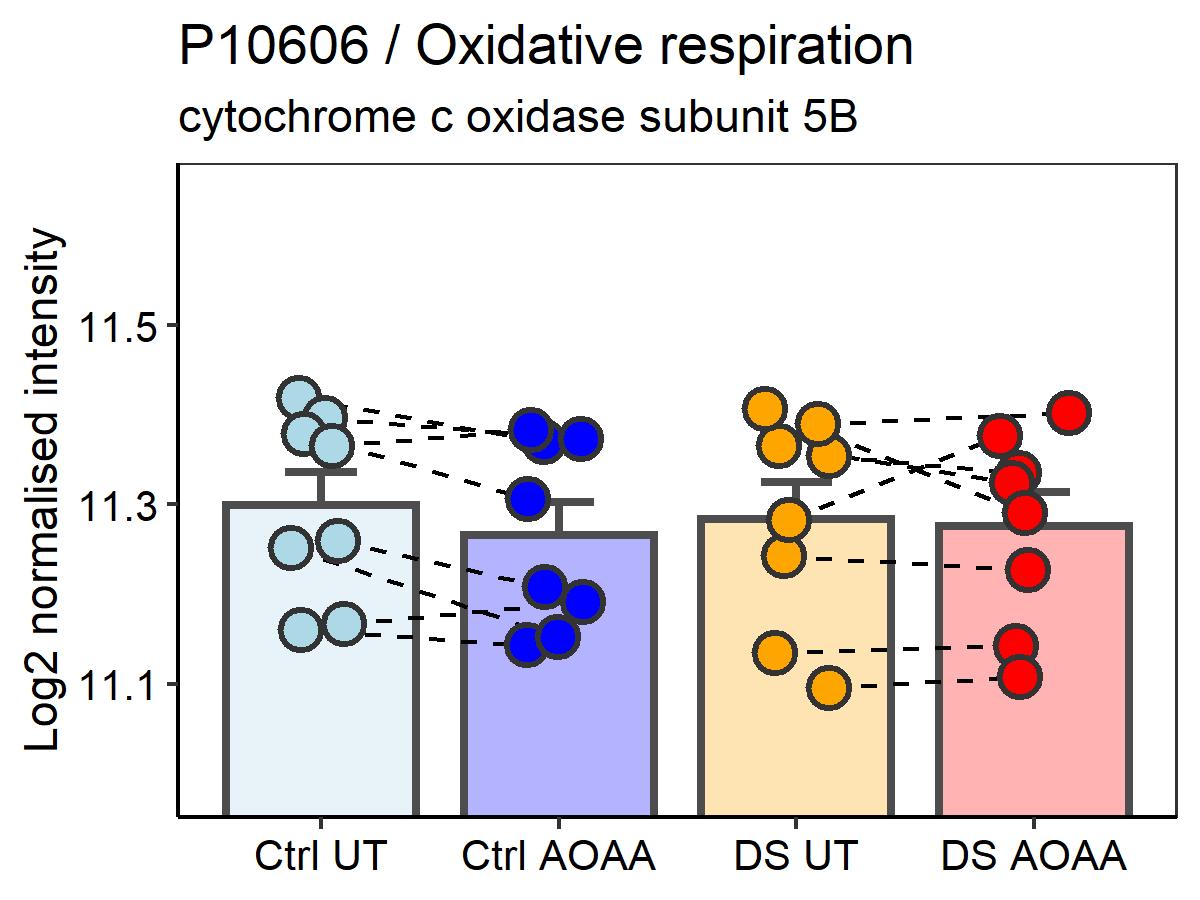 P10606 / Oxidative respiration
cytochrome c oxidase subunit 5B
Log2 normalised intensity
11.5
11.3
11.1
Ctrl UT
Ctrl AOAA
DS UT
DS AOAA